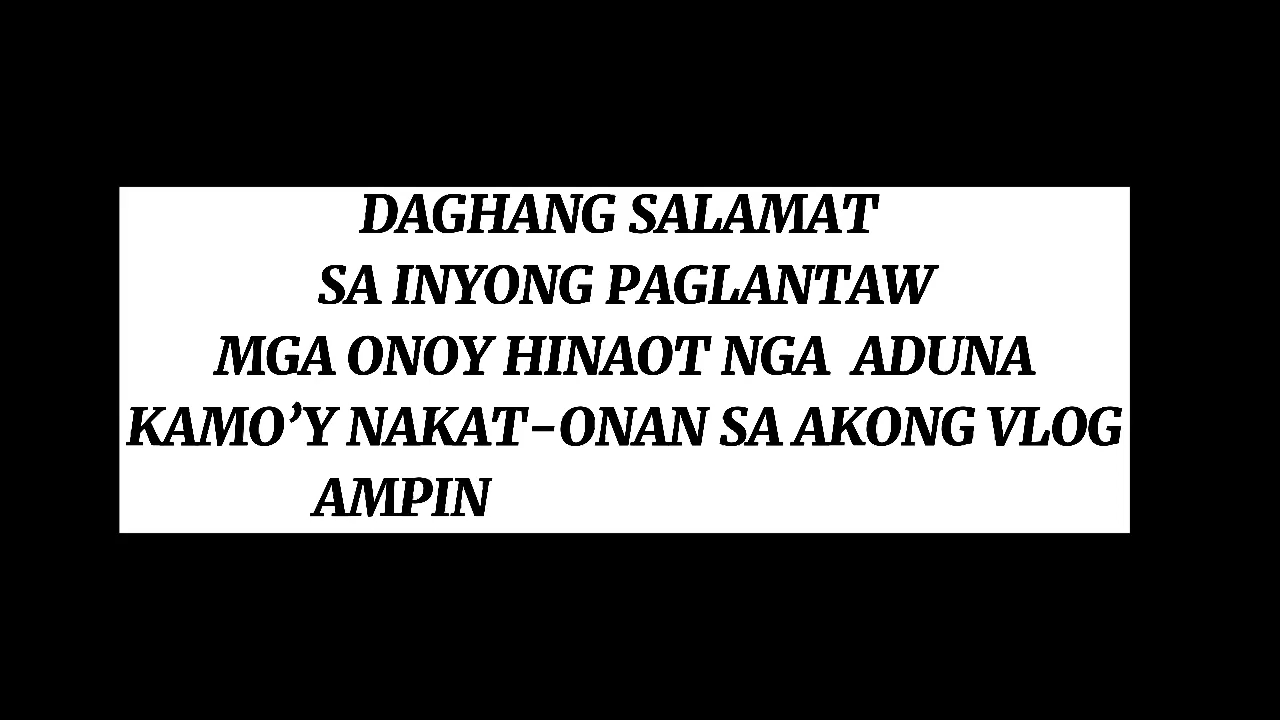 DAGHANG SALAMAT
SA INYONG PAGLANTAW
MGA ONOY HINAOT NGA ADUNA
KAMO’Y NAKAT-ONAN SA AKONG VLOG
AMPIN